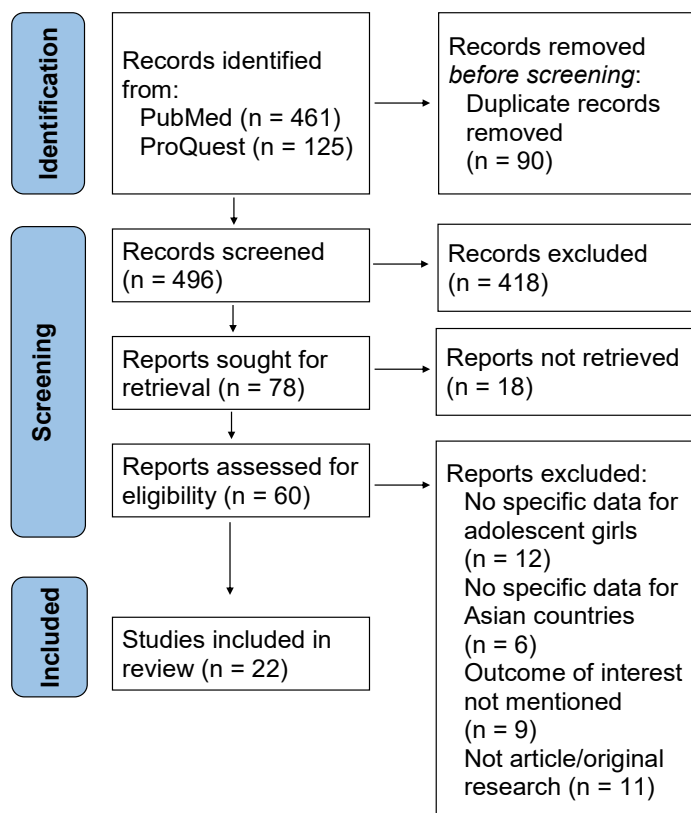 Identification
Records identified
from:
PubMed (n = 461)
ProQuest (n = 125)
Records removed
before screening:
Duplicate records
removed
(n = 90)
Screening
Records screened
(n = 496)
Records excluded
(n = 418)
Reports sought for
retrieval (n = 78)
Reports not retrieved
(n = 18)
Reports assessed for
eligibility (n = 60)
Reports excluded:
No specific data for
adolescent girls
(n = 12)
No specific data for
Asian countries
(n = 6)
Outcome of interest
not mentioned
(n = 9)
Not article/original
research (n = 11)
Included
Studies included in
review (n = 22)